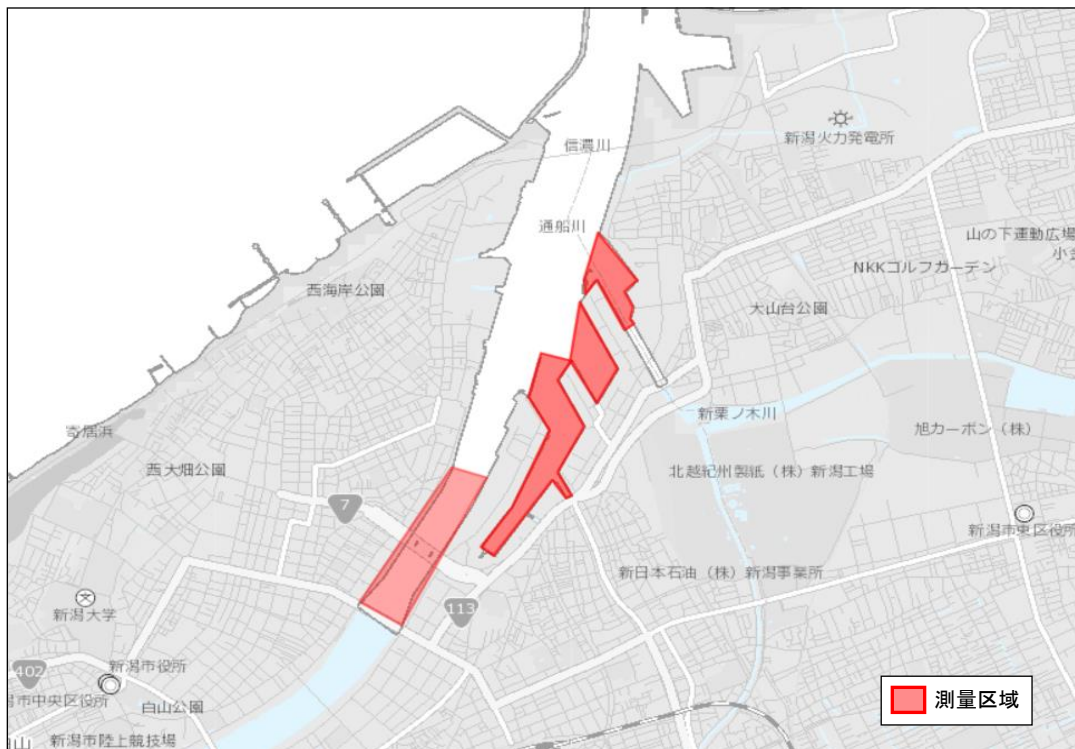 信濃川
新潟火力発電所
通船川
山の下運動広場
小金
NKKゴルフガーデン
西海岸公園
大山台公園
新栗ノ木川
寄居浜
旭カーボン(株)
西大畑公園
北越紀州製紙(株)新潟工場
7
新潟市東区役所
新日本石油(株)新潟事業所
文
新潟大学
113
新潟市役所
402
潟市中央区役所
白山公園
測量区域
山
新潟市陸上競技場